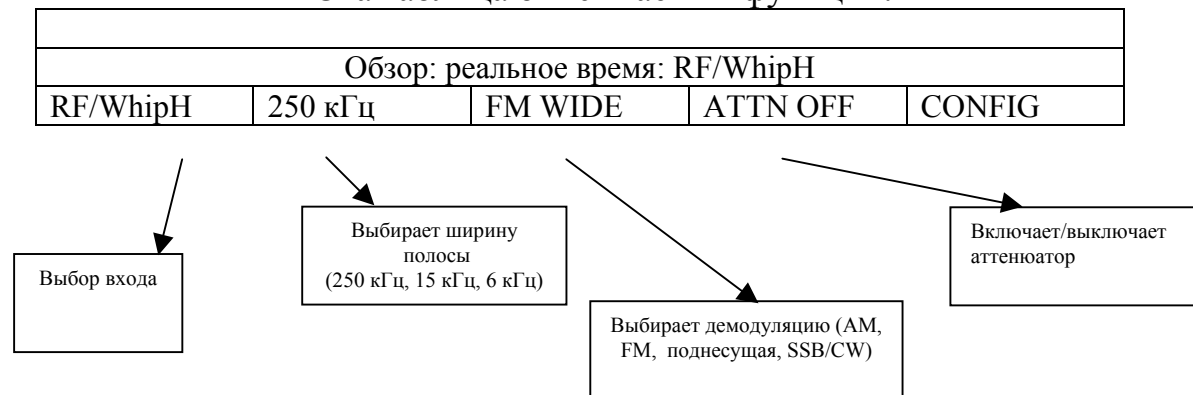 Обзор: реальное время: RF/WhipH
RF/WhipH 250 кГц FM WIDE ATTN OFF CONFIG
Выбор входа
Выбирает ширину
полосы
(250 кГц, 15 кГц, 6 кГц)
Выбирает демодуляцию (АМ,
FM, поднесущая, SSB/CW)
Включает/выключает
аттенюатор